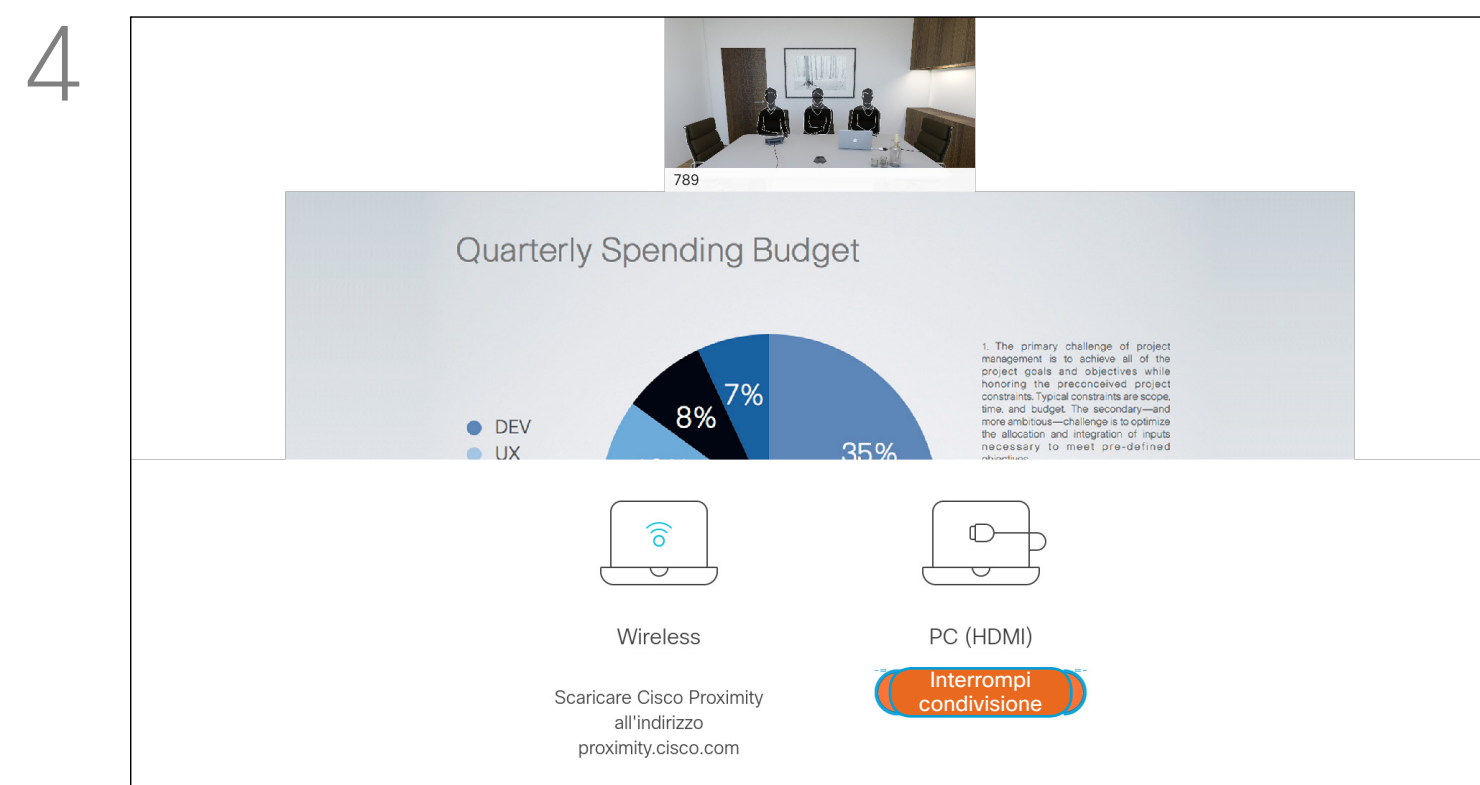 4
789
Quarterly Spending Budget
1. The primary challenge of project
management is to achieve all of the
project goals and objectives while
honoring the preconceived project
constraints. Typical constraints are scope,
time, and budget. The secondary—and
more ambitious—challenge is to optimize
the allocation and integration of inputs
necessary to meet pre-defined
7%
8%
35%
DEV
UX
Wireless
Scaricare Cisco Proximity
all'indirizzo
proximity.cisco.com
PC (HDMI)
Interrompi
condivisione